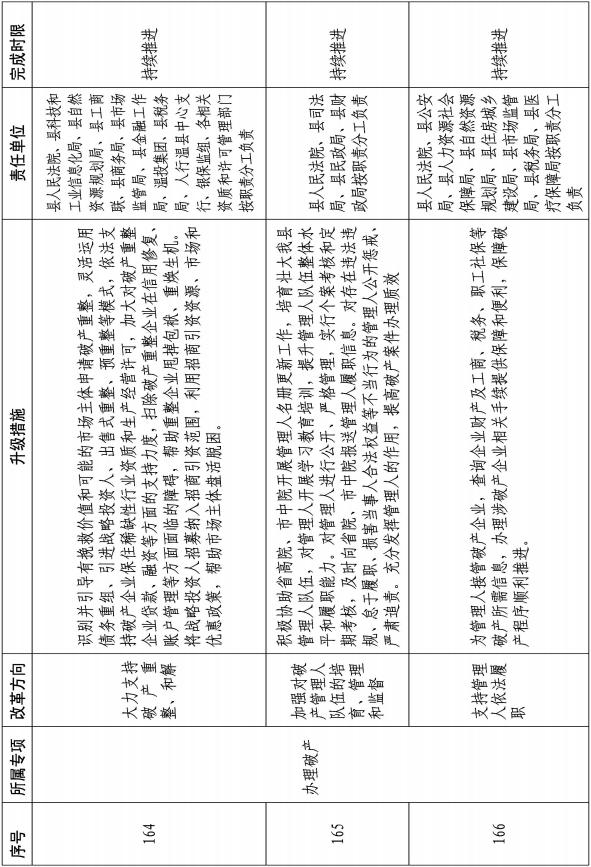 序号
所属专项
改革方向
升级措施
责任单位
完成时限
164
办理破产
大力支持
破产重
整、和解
识别并引导有挽救价值和可能的市场主体申请破产重整，灵活运用
债务重组、引进战略投资人、出售式重整、预重整等模式，依法支
持破产企业保住稀缺性行业资质和生产经营许可，加大对破产重整
企业贷款、融资等方面的支持力度，扫除破产重整企业在信用修复、
账户管理等方面面临的障碍，帮助重整企业甩掉包袱、重焕生机。
将战略投资人招募纳入招商引资范围，利用招商引资资源、市场和
优惠政策，帮助市场主体盘活脱困。
县人民法院、县科技和
工业信息化局、县自然
资源规划局、县工商
联、县商务局、县市场
监管局、县金融工作
局、温投集团、县税务
局、人行温县中心支
行、银保监组、各相关
资质和许可管理部门
按职责分工负责
持续推进
165
加强对破
产管理人
队伍的培
育、管理
和监督
积极协助省高院、市中院开展管理人名册更新工作，培育壮大我县
管理人队伍，对管理人开展学习教育培训，提升管理人队伍整体水
平和履职能力。对管理人进行公开、严格管理，实行个案考核和定
期考核，及时向省院、市中院报送管理人履职信息。对存在违法违
规、怠于履职、损害当事人合法权益等不当行为的管理人公开惩戒、
严肃追责。充分发挥管理人的作用，提高破产案件办理质效
县人民法院、县司法
局、县民政局、县财
政局按职责分工负责
持续推进
166
支持管理
人依法履
职
为管理人接管破产企业，查询企业财产及工商、税务、职工社保等
破产所需信息，办理涉破产企业相关手续提供保障和便利，保障破
产程序顺利推进。
县人民法院、县公安
局、县人力资源社会
保障局、县自然资源
规划局、县住房城乡
建设局、县市场监管
局、县税务局、县医
疗保障局按职责分工
负责
持续推进